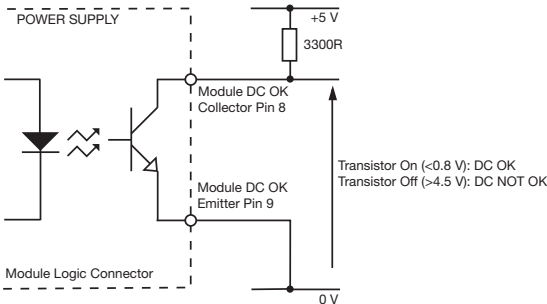 POWER SUPPLY
+5 V
3300R
Module DC OK
Collector Pin 8
Transistor On (<0.8 V): DC OK
Transistor Off (>4.5 V): DC NOT OK
Module DC OK
Emitter Pin 9
Module Logic Connector
0 V